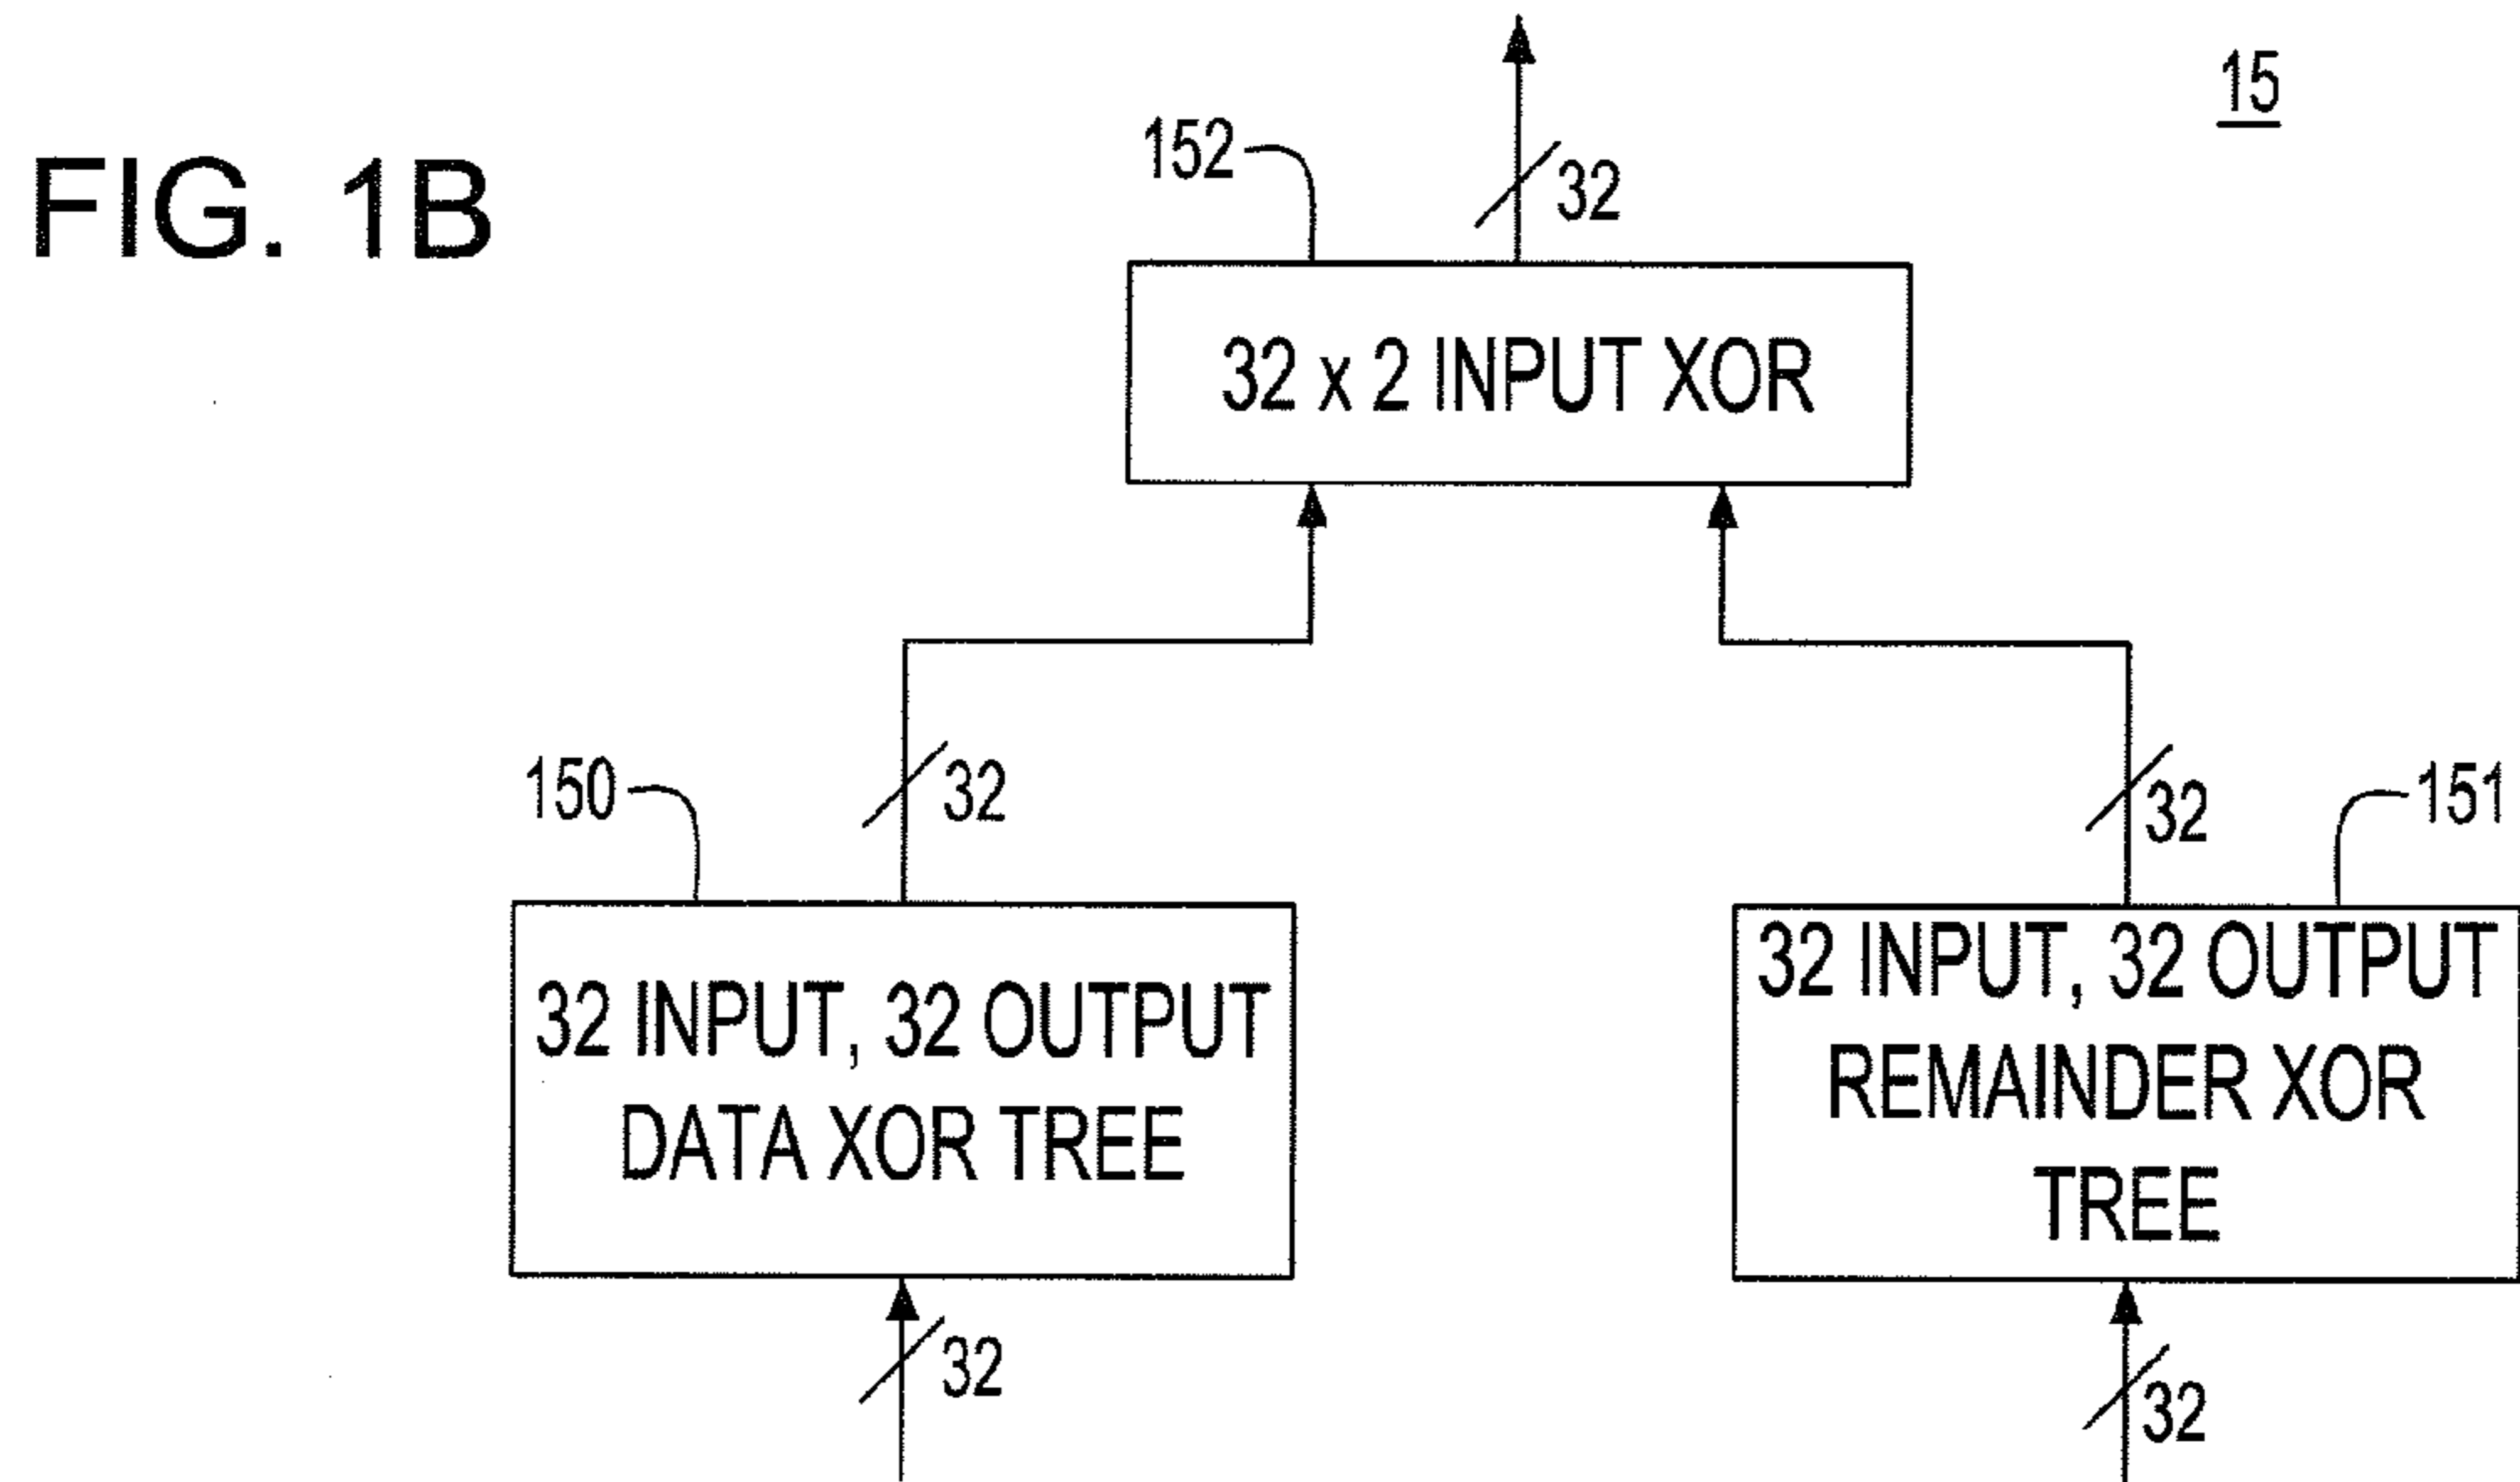 15
FIG. 1B
152
32
32 x 2 INPUT XOR
150
32
32
151
32 INPUT, 32 OUTPUT
DATA XOR TREE
32 INPUT, 32 OUTPUT
REMAINDER XOR
TREE
32
32